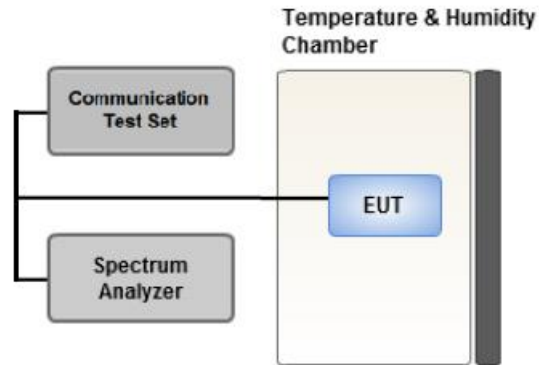 Temperature & Humidity
Chamber
Communication
Test Set
EUT
Spectrum
Analyzer